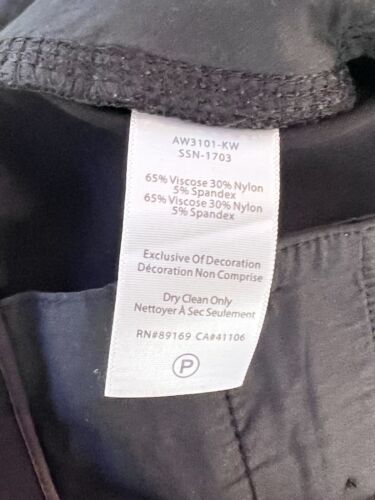 AW3101-KW
SSN-1703
65% Viscose 30% Nylon
5% Spandex
65% Viscose 30% Nylon
5% Spandex
Exclusive Of Decoration
Décoration Non Comprise
Dry Clean Only
Nettoyer À Sec Seulement
RN#89169 CA#41106
P